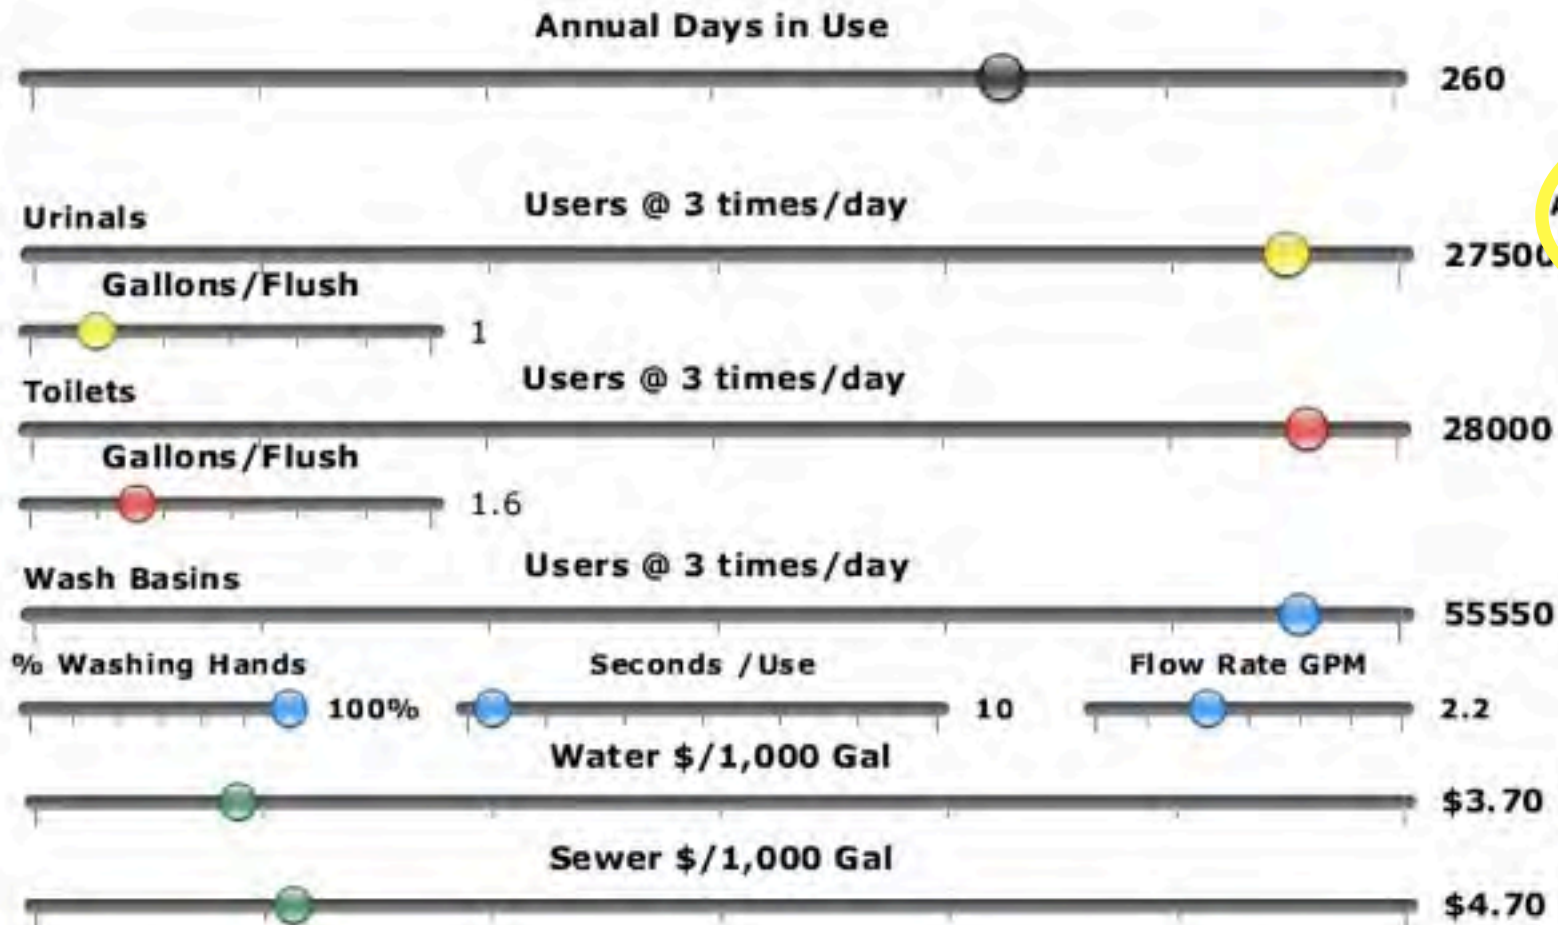 Annual Days in Use
260
Urinals
Users @ 3 times/day
27500
Gallons/Flush
1
Toilets
Users @ 3 times/day
28000
Gallons/Flush
1.6
Wash Basins
Users @ 3 times/day
55550
% Washing Hands
100%
Seconds /Use
10
Flow Rate GPM
2.2
Water $/1,000 Gal
$3.70
Sewer $/1,000 Gal
$4.70